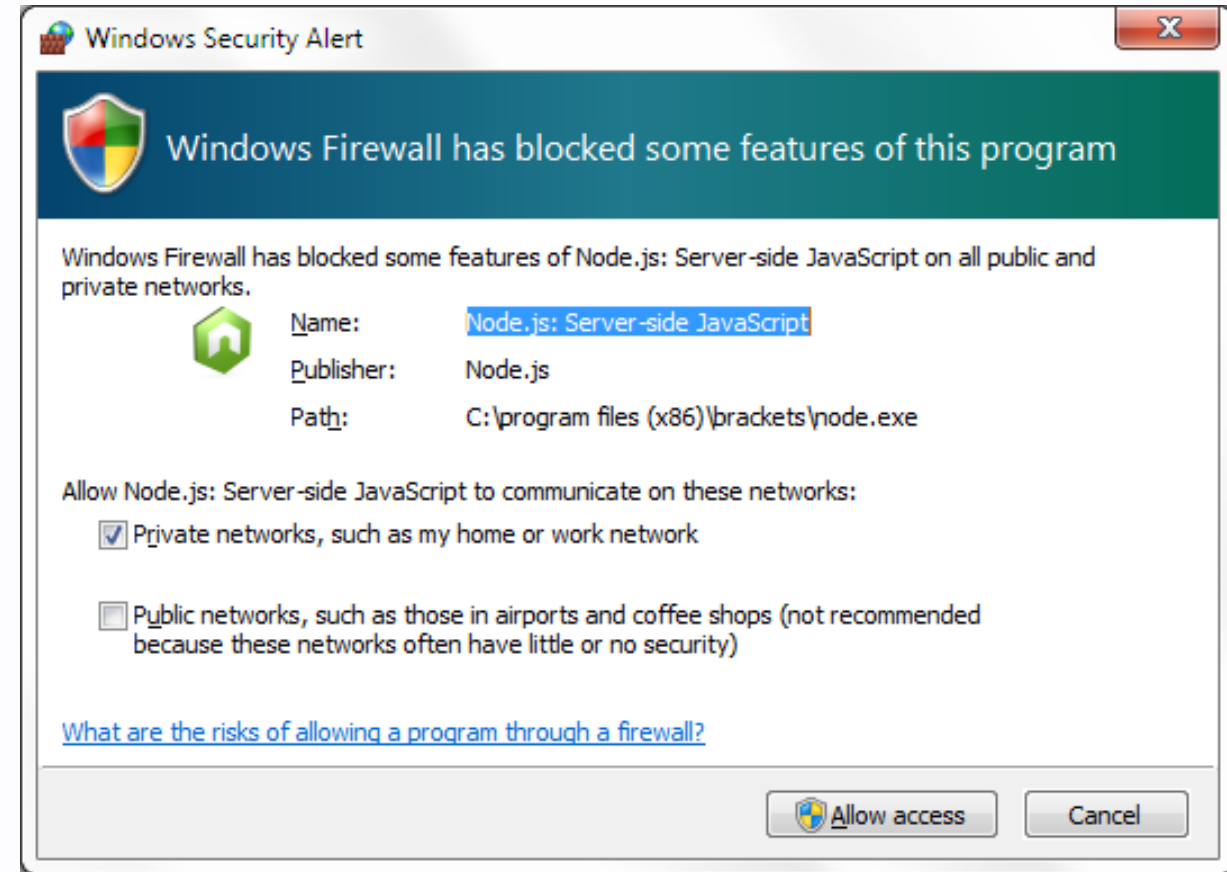 Windows Security Alert
Windows Firewall has blocked some features of this program
Windows Firewall has blocked some features of Node.js: Server-side JavaScript on all public and
private networks.
Name: Node.js: Server-side JavaScript
Publisher: Node.js
Path: C:\program files (x86)\brackets\node.exe
Allow Node.js: Server-side JavaScript to communicate on these networks:
Private networks, such as my home or work network
Public networks, such as those in airports and coffee shops (not recommended
because these networks often have little or no security)
What are the risks of allowing a program through a firewall?
Allow access Cancel